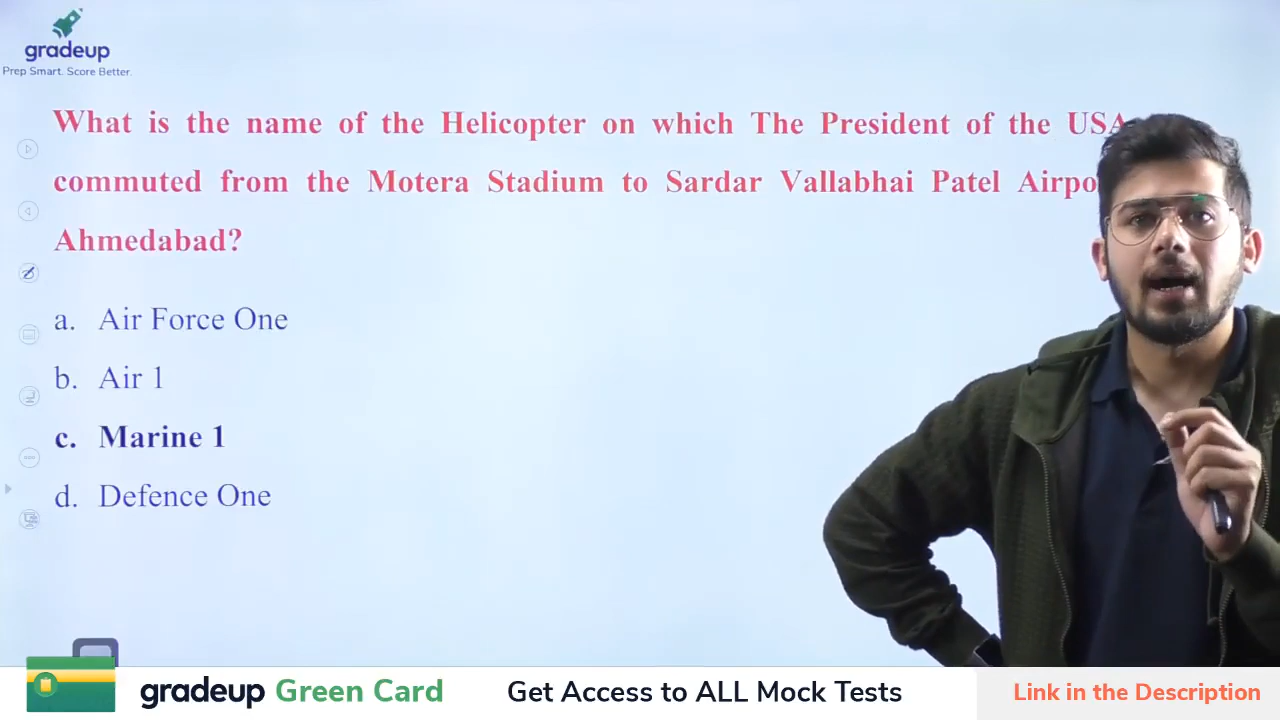 gradeup
Prep Smart. Score Better.
What is the name of the Helicopter on which The President of the USA
commuted from the Motera Stadium to Sardar Vallabhai Patel Airpo
Ahmedabad?
a. Air Force One
b. Air 1
c. Marine 1
d. Defence One
gradeup Green Card Get Access to ALL Mock Tests Link in the Description